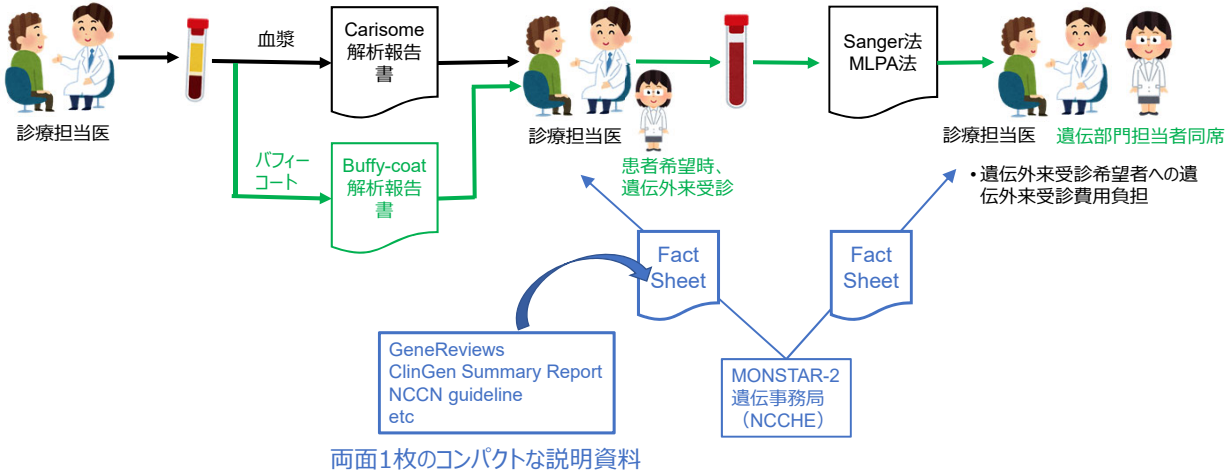 血漿
Carisome
解析報告
書
Sanger法
MLPA法
診療担当医
バフィー
コート
Buffy-coat
解析報告
書
診療担当医
患者希望時、
遺伝外来受診
診療担当医
遺伝部門担当者同席
・遺伝外来受診希望者への遺
伝外来受診費用負担
Fact
Sheet
Fact
Sheet
GeneReviews
ClinGen Summary Report
NCCN guideline
etc
MONSTAR-2
遺伝事務局
（NCCHE）
両面1枚のコンパクトな説明資料